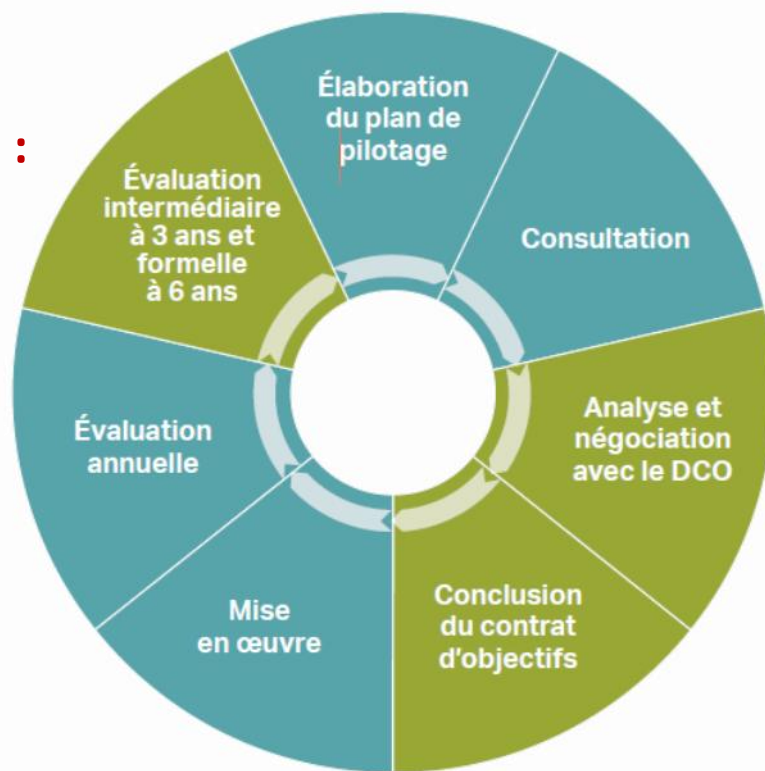 Élaboration
du plan de
pilotage
Consultation
Analyse et
négociation
avec le DCO
Conclusion
du contrat
d'objectifs
Mise
en œuvre
Évaluation
annuelle
Évaluation
intermédiaire
à 3 ans et
formelle
à 6 ans
: